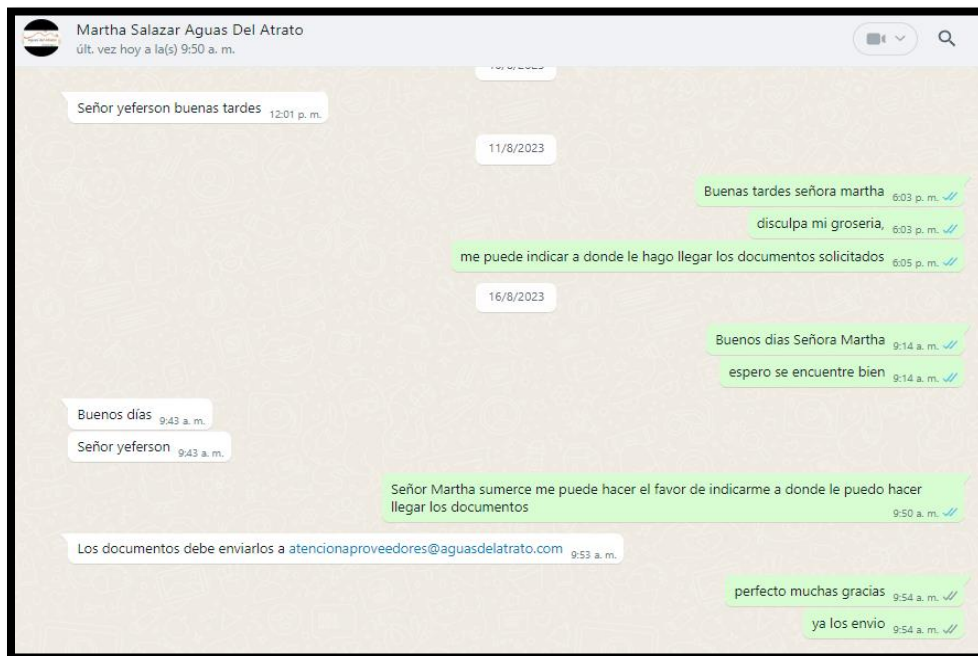 Martha Salazar Aguas Del Atrato
últ. vez hoy a la(s) 9:50 a. m.
Señor yeferson buenas tardes 12:01 p. m.
11/8/2023
Buenas tardes señora martha 6:03 p. m.
disculpa mi groseria, 6:03 p. m.
me puede indicar a donde le hago llegar los documentos solicitados 6:05 p. m.
16/8/2023
Buenos dias Señora Martha 9:14 a. m.
espero se encuentre bien 9:14 a. m.
Buenos días 9:43 a. m.
Señor yeferson 9:43 a. m.
Señor Martha sumerce me puede hacer el favor de indicarme a donde le puedo hacer
llegar los documentos 9:50 a. m.
Los documentos debe enviarlos a atencionaproveedores@aguasdelatrato.com 9:53 a. m.
perfecto muchas gracias 9:54 a. m.
ya los envio 9:54 a. m.